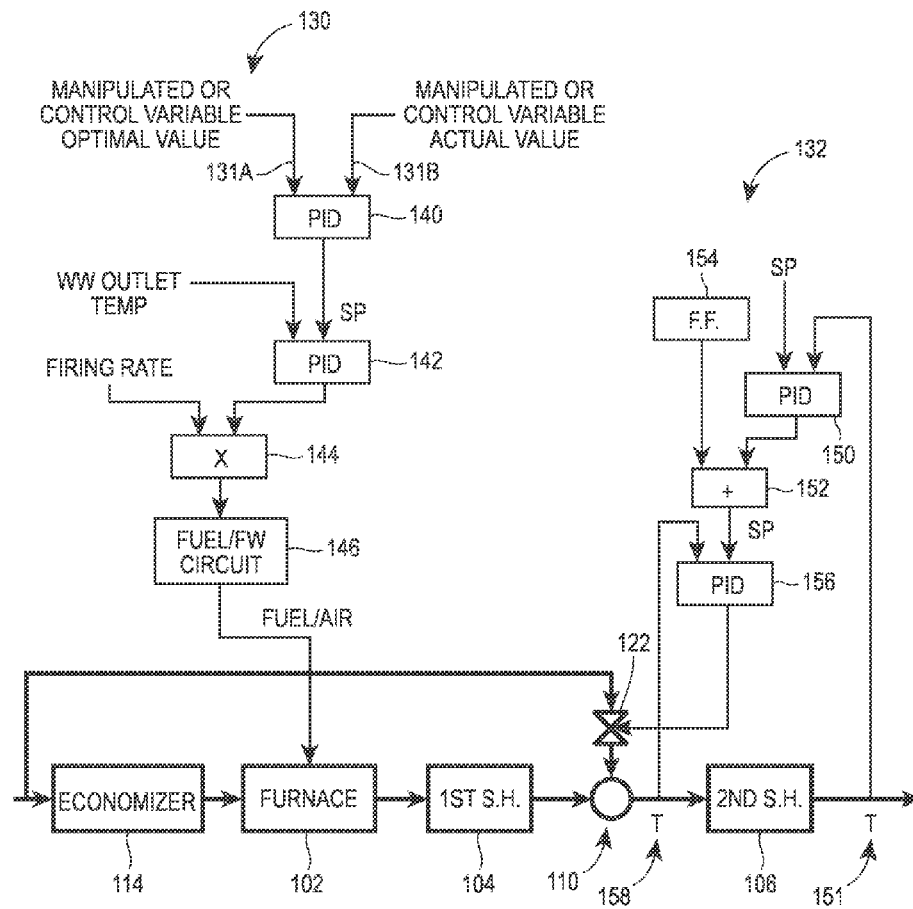 130
MANIPULATED OR
CONTROL VARIABLE
OPTIMAL VALUE
MANIPULATED OR
CONTROL VARIABLE
ACTUAL VALUE
131A
131B
132
PID
140
WW OUTLET
TEMP
SP
154
SP
F.F.
PID
142
FIRING RATE
PID
150
X
144
+
152
SP
FUEL/FW
CIRCUIT
146
PID
156
FUEL/AIR
122
ECONOMIZER
FURNACE
1ST S.H.
2ND S.H.
T
T
114
102
104
110
158
106
151